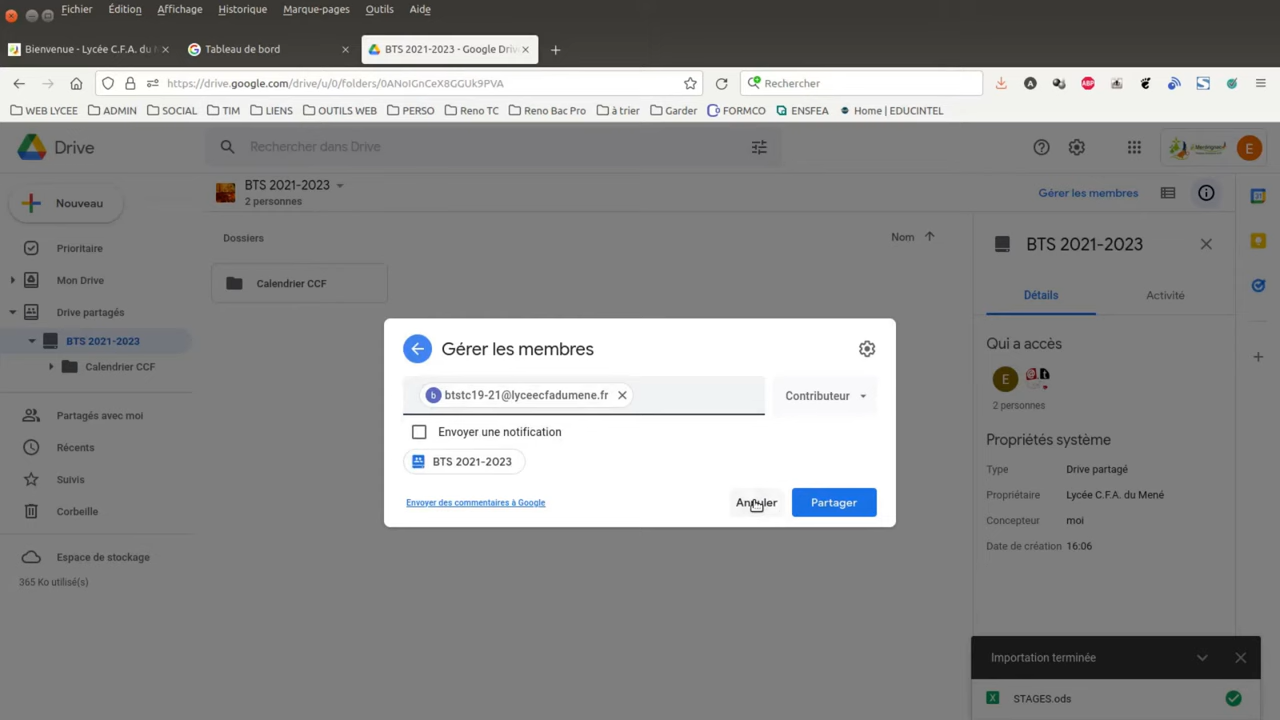 Fichier Édition Affichage Historique Marque-pages Outils Aide
Bienvenue - Lycée C.F.A. du M
Tableau de bord
BTS 2021-2023 - Google Drive
https://drive.google.com/drive/u/0/folders/0ANoIGnCeX8GGUk9PVA
Rechercher
WEB LYCEE ADMIN SOCIAL TIM LIENS OUTILS WEB PERSO Reno TC Reno Bac Pro à trier Garder FORMCO ENSFEA Home | EDUCINTEL
Drive
Rechercher dans Drive
E
Nouveau
BTS 2021-2023
2 personnes
Gérer les membres
Dossiers
Nom
Calendrier CCF
Prioritaire
Mon Drive
Drive partagés
BTS 2021-2023
Calendrier CCF
Partagés avec moi
Récents
Suivis
Corbeille
Espace de stockage
365 Ko utilisé(s)
Gérer les membres
b btstc19-21@lyceecfadumene.fr
Contributeur
Envoyer une notification
BTS 2021-2023
Envoyer des commentaires à Google
Annuler
Partager
BTS 2021-2023
Détails
Activité
Qui a accès
E
2 personnes
Propriétés système
Type Drive partagé
Propriétaire Lycée C.F.A. du Mené
Concepteur moi
Date de création 16:06
Importation terminée
X STAGES.ods